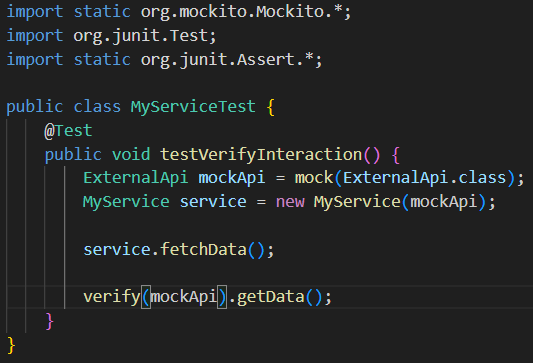 import static org.mockito.Mockito.*;
import org.junit.Test;
import static org.junit.Assert.*;
public class MyServiceTest {
@Test
public void testVerifyInteraction() {
ExternalApi mockApi = mock(ExternalApi.class);
MyService service = new MyService(mockApi);
service.fetchData();
verify(mockApi).getData();
}
}